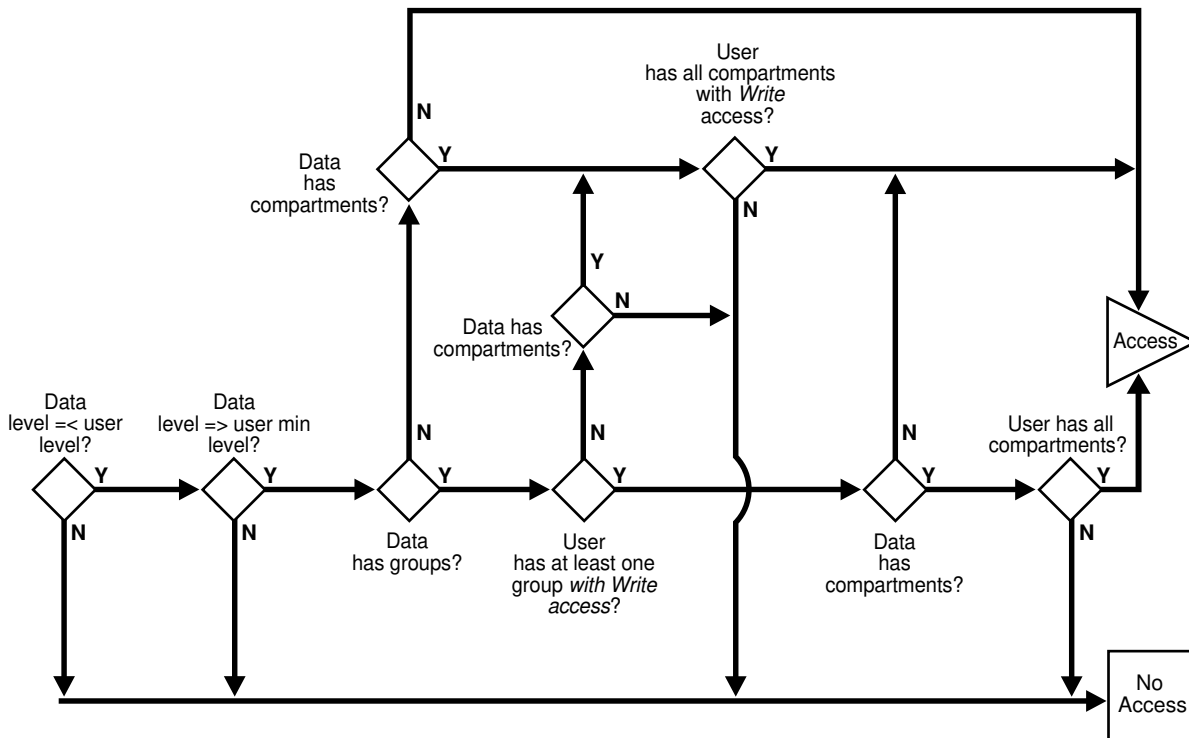 User
has all compartments
with Write
access?
N
Y
Y
Data
has
compartments?
N
Y
N
Data has
compartments?
Access
Data
level =< user
level?
Data
level => user min
level?
User has all
compartments?
N
N
N
Y
Y
Y
Y
Y
Y
N
N
N
Data
has groups?
User
has at least one
group with Write
access?
Data
has
compartments?
No
Access